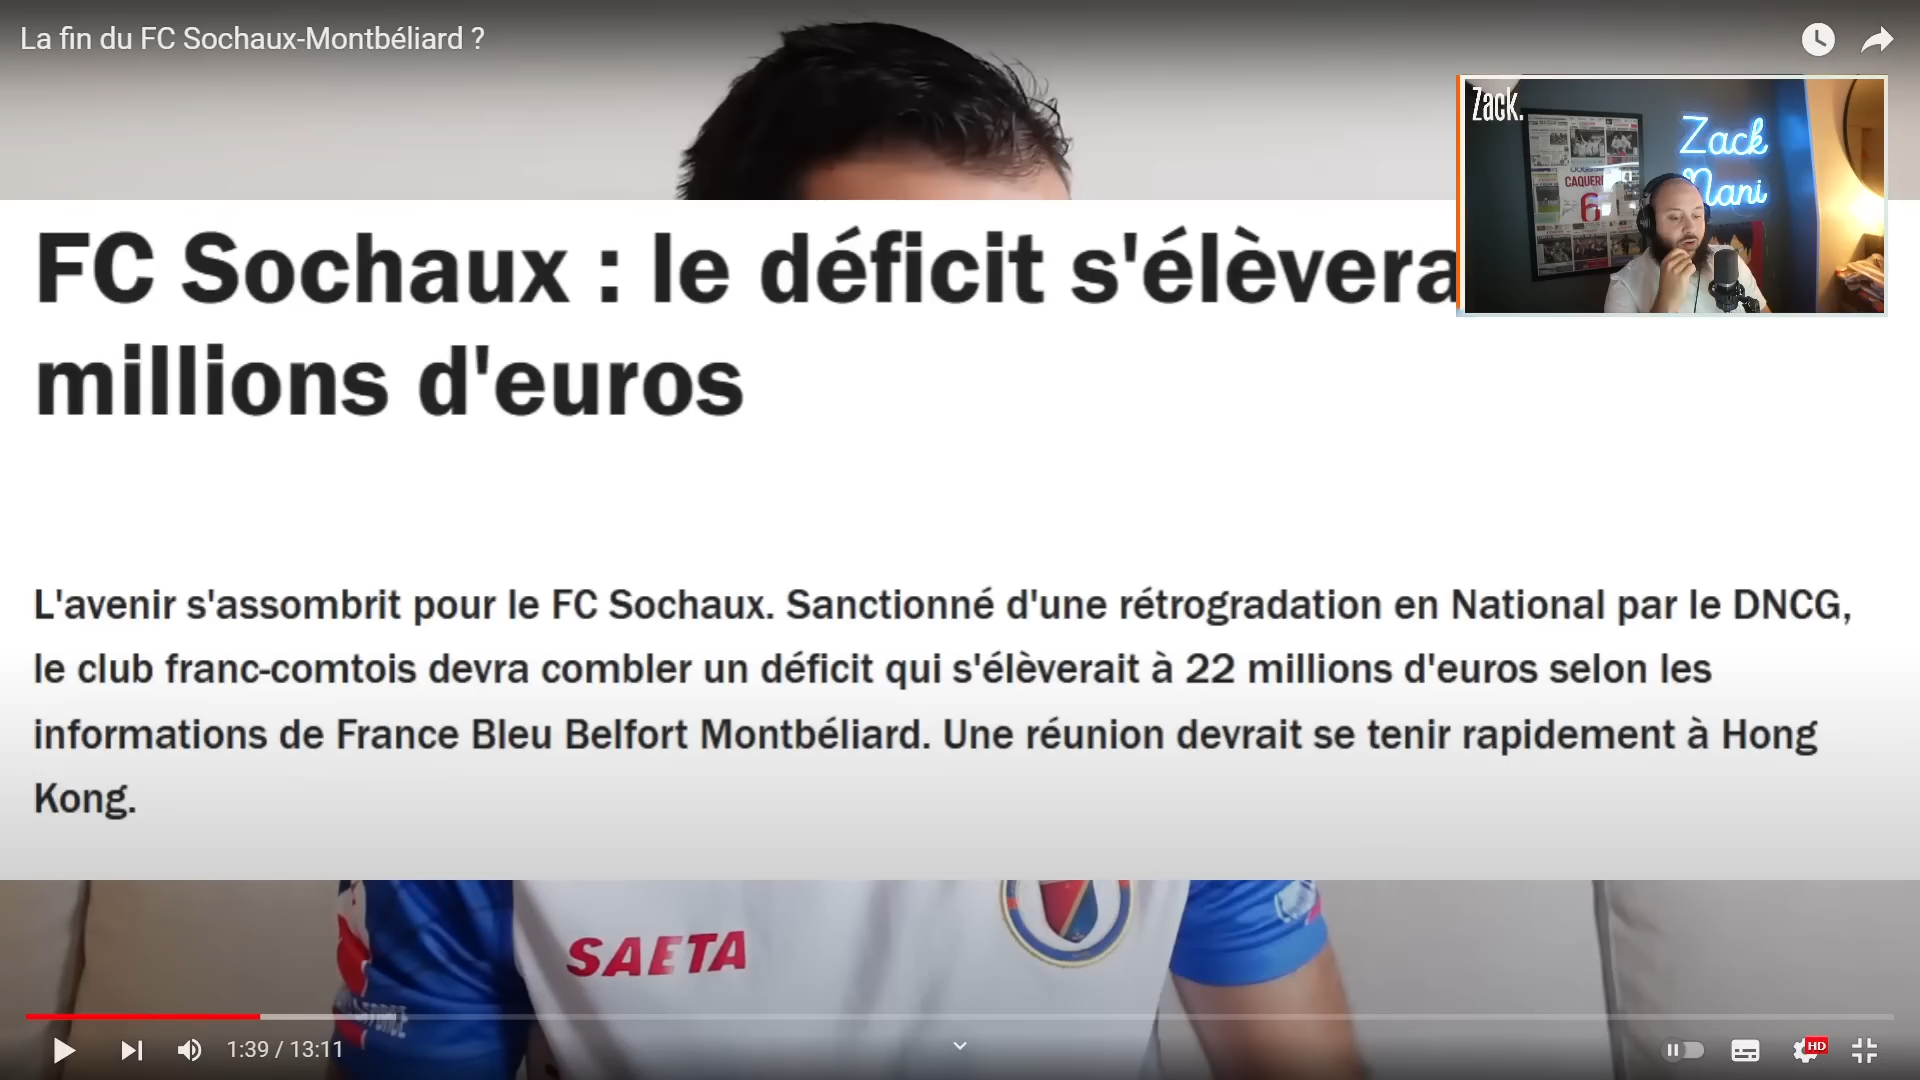 La fin du FC Sochaux-Montbéliard ?
Zack.
Zack
Nani
CAQUERE
6
FC Sochaux : le déficit s'élèvera
millions d'euros
L'avenir s'assombrit pour le FC Sochaux. Sanctionné d'une rétrogradation en National par le DNCG,
le club franc-comtois devra combler un déficit qui s'élèverait à 22 millions d'euros selon les
informations de France Bleu Belfort Montbéliard. Une réunion devrait se tenir rapidement à Hong
Kong.
SAETA
1:39 / 13:11
HD